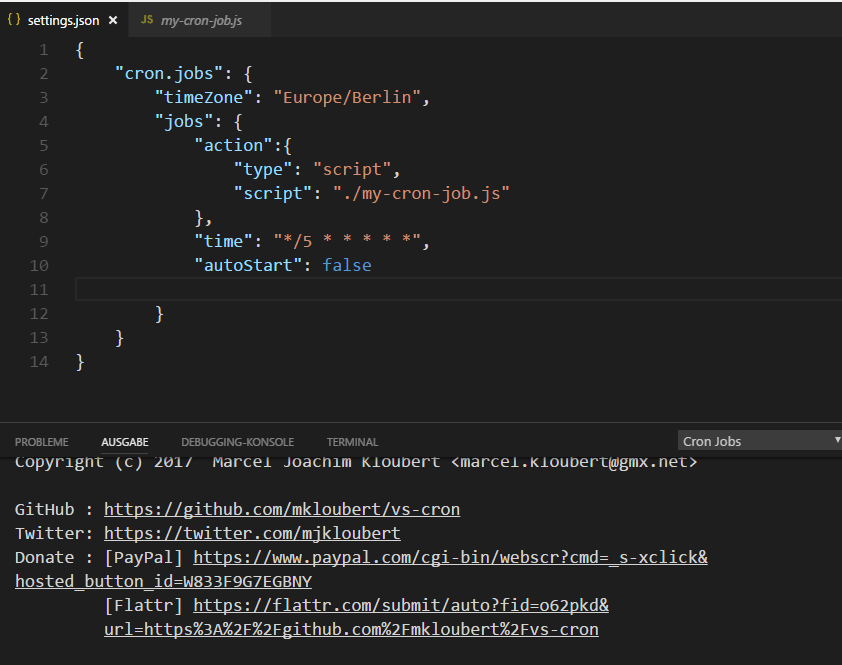 { } settings.json ×
JS my-cron-job.js
1 {
2 "cron.jobs": {
3 "timeZone": "Europe/Berlin",
4 "jobs": {
5 "action":{
6 "type": "script",
7 "script": "./my-cron-job.js"
8 },
9 "time": "*/5 * * * * *",
10 "autoStart": false
11
12 }
13 }
14 }
PROBLEME AUSGABE DEBUGGING-KONSOLE TERMINAL Cron Jobs
Copyright (c) 2017  Marcel Joachim Kloubert <marcel.kloubert@gmx.net>
GitHub : https://github.com/mkloubert/vs-cron
Twitter: https://twitter.com/mjkloubert
Donate : [PayPal] https://www.paypal.com/cgi-bin/webscr?cmd=_s-xclick&
hosted_button_id=W833F9G7EGBNY
[Flattr] https://flattr.com/submit/auto?fid=o62pkd&
url=https%3A%2F%2Fgithub.com%2Fmkloubert%2Fvs-cron